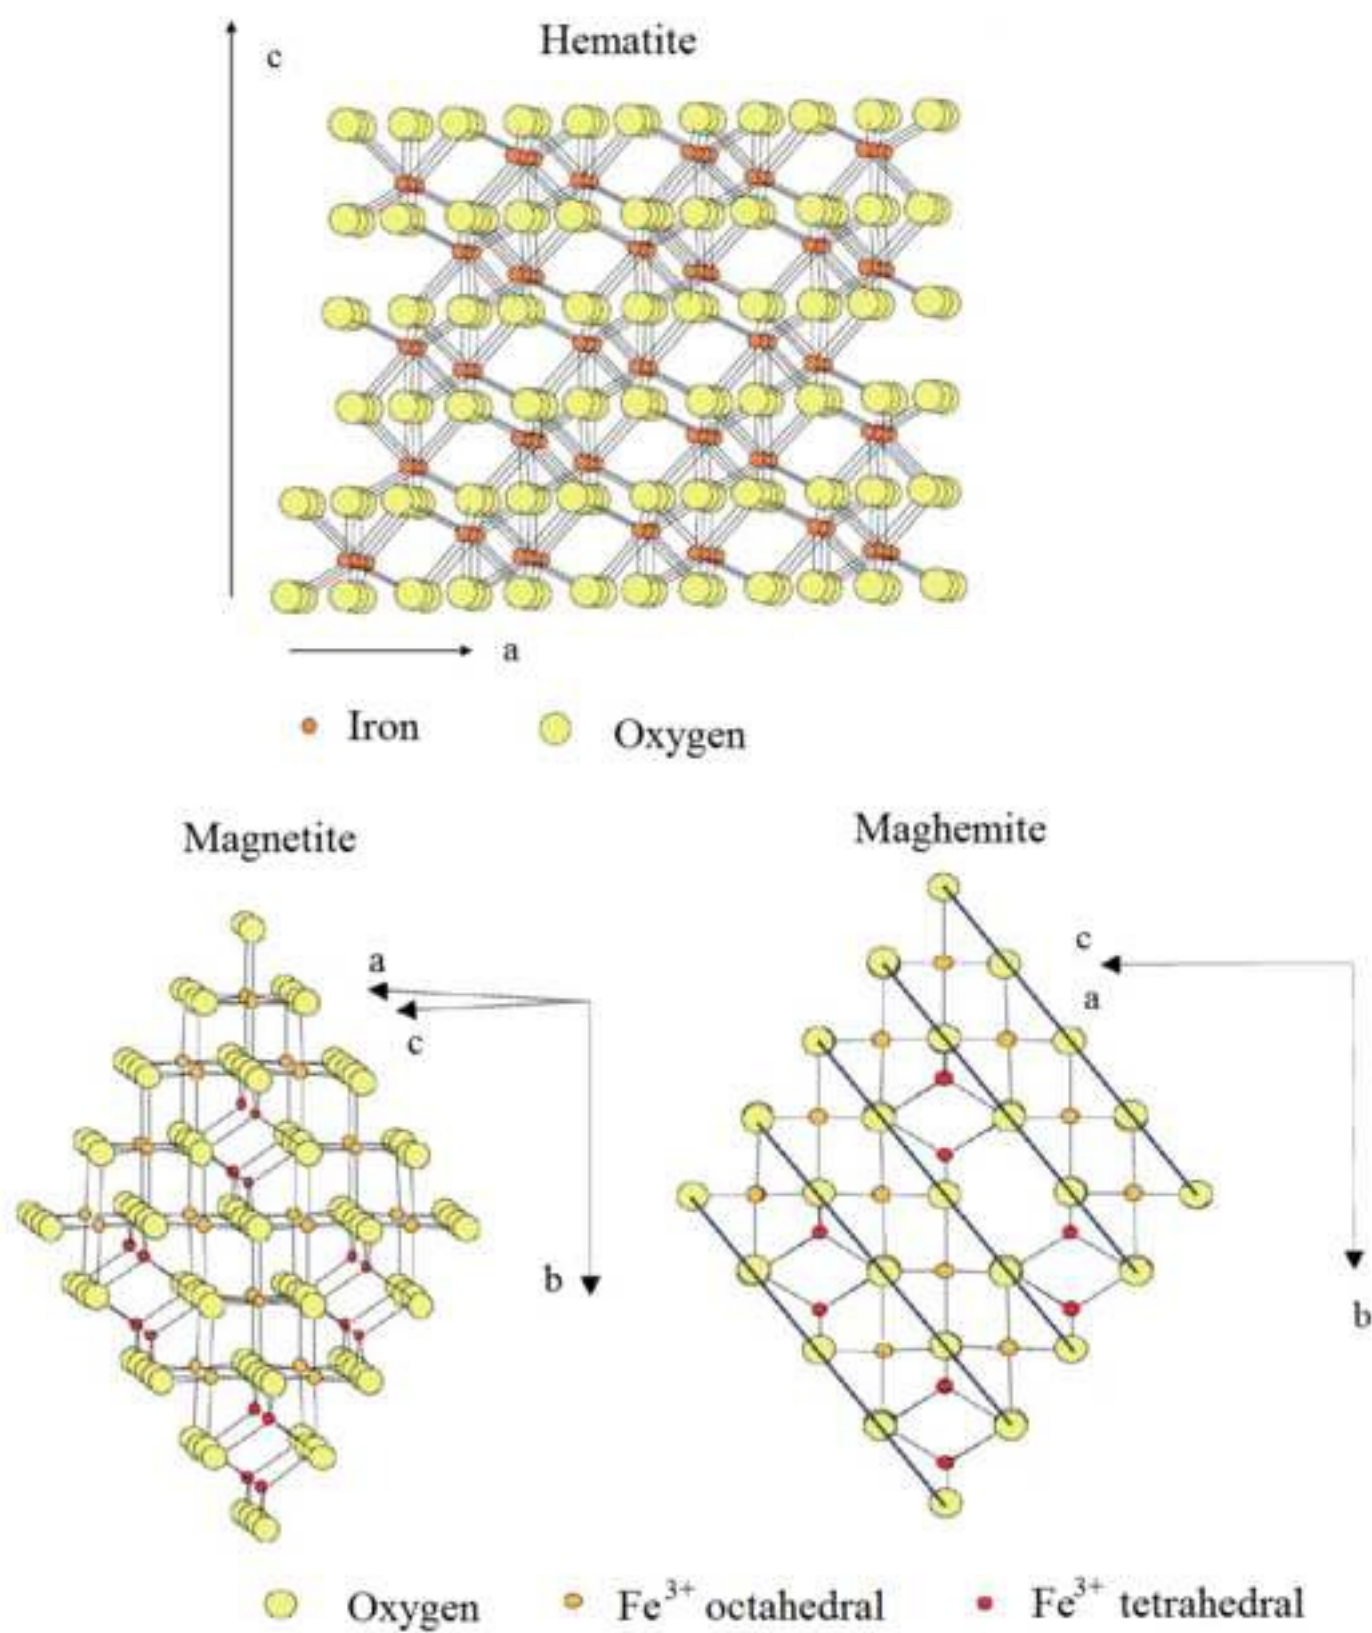 Hematite
c
a
Iron
Oxygen
Magnetite
Maghemite
a
c
b
c
a
b
Oxygen
Fe3+ octahedral
Fe3+ tetrahedral